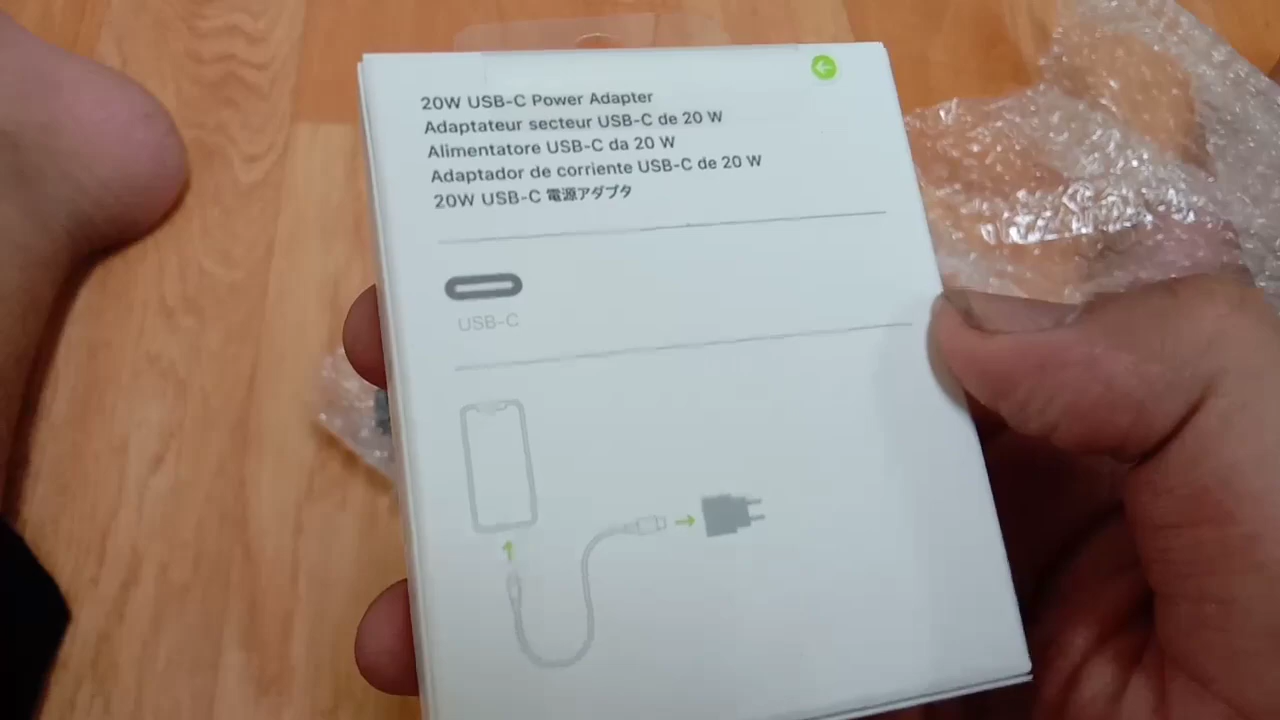 20W USB-C Power Adapter
Adaptateur secteur USB-C de 20 W
Alimentatore USB-C da 20 W
Adaptador de corriente USB-C de 20 W
20W USB-C 電源アダプタ
USB-C